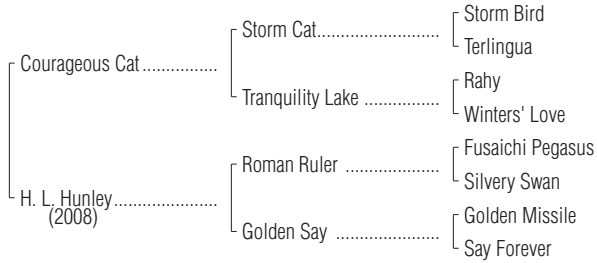 Storm Bird
Storm Cat.............................
Terlingua
Courageous Cat................
Rahy
Tranquility Lake .................
Winters' Love
Fusaichi Pegasus
Roman Ruler .....................
Silvery Swan
H. L. Hunley......................
(2008)
Golden Missile
Golden Say .......................
Say Forever